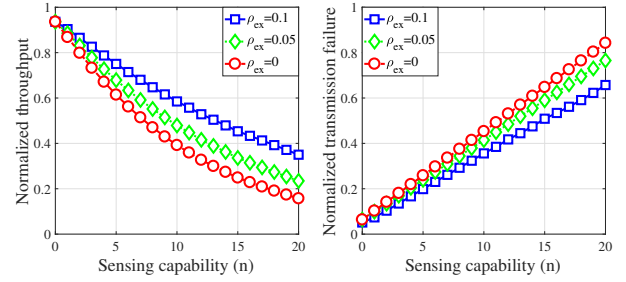 Normalized throughput
1
0.8
0.6
0.4
0.2
0
0
5
10
15
20
Sensing capability (n)
ρex=0.1
ρex=0.05
ρex=0
Normalized transmission failure
1
0.8
0.6
0.4
0.2
0
0
5
10
15
20
Sensing capability (n)
ρex=0.1
ρex=0.05
ρex=0